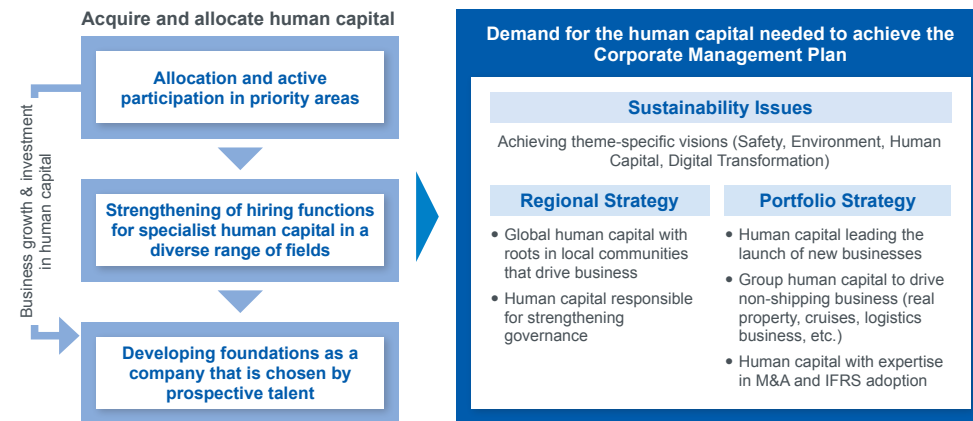 Acquire and allocate human capital
Allocation and active
participation in priority areas
Strengthening of hiring functions
for specialist human capital in a
diverse range of fields
Developing foundations as a
company that is chosen by
prospective talent
Business growth & investment
in human capital
Demand for the human capital needed to achieve the
Corporate Management Plan
Sustainability Issues
Achieving theme-specific visions (Safety, Environment, Human
Capital, Digital Transformation)
Regional Strategy
• Global human capital with
roots in local communities
that drive business
• Human capital responsible
for strengthening
governance
Portfolio Strategy
• Human capital leading the
launch of new businesses
• Group human capital to drive
non-shipping business (real
property, cruises, logistics
business, etc.)
• Human capital with expertise
in M&A and IFRS adoption